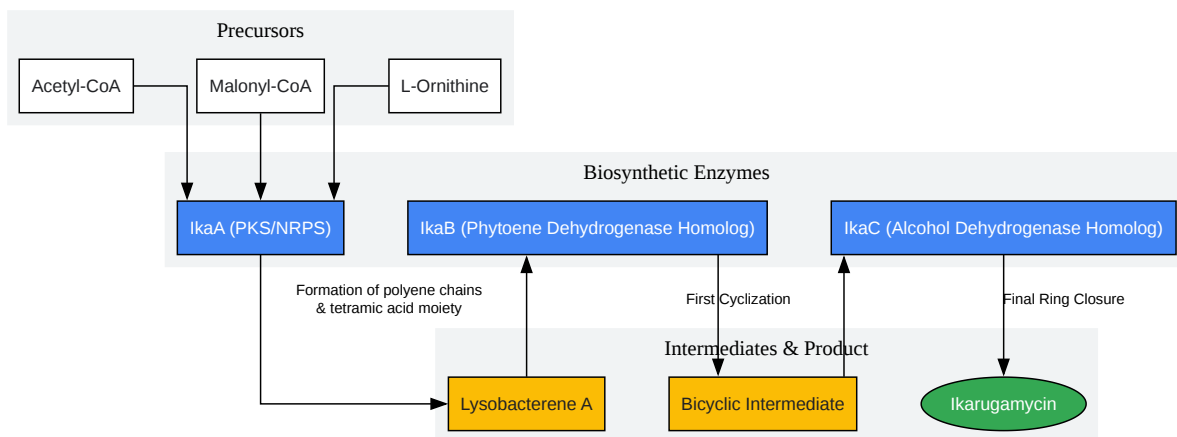 Precursors
Acetyl-CoA
Malonyl-CoA
L-Ornithine
Biosynthetic Enzymes
IkaA (PKS/NRPS)
IkaB (Phytoene Dehydrogenase Homolog)
IkaC (Alcohol Dehydrogenase Homolog)
Formation of polyene chains
& tetramic acid moiety
First Cyclization
Final Ring Closure
Intermediates & Product
Lysobacterene A
Bicyclic Intermediate
Ikarugamycin